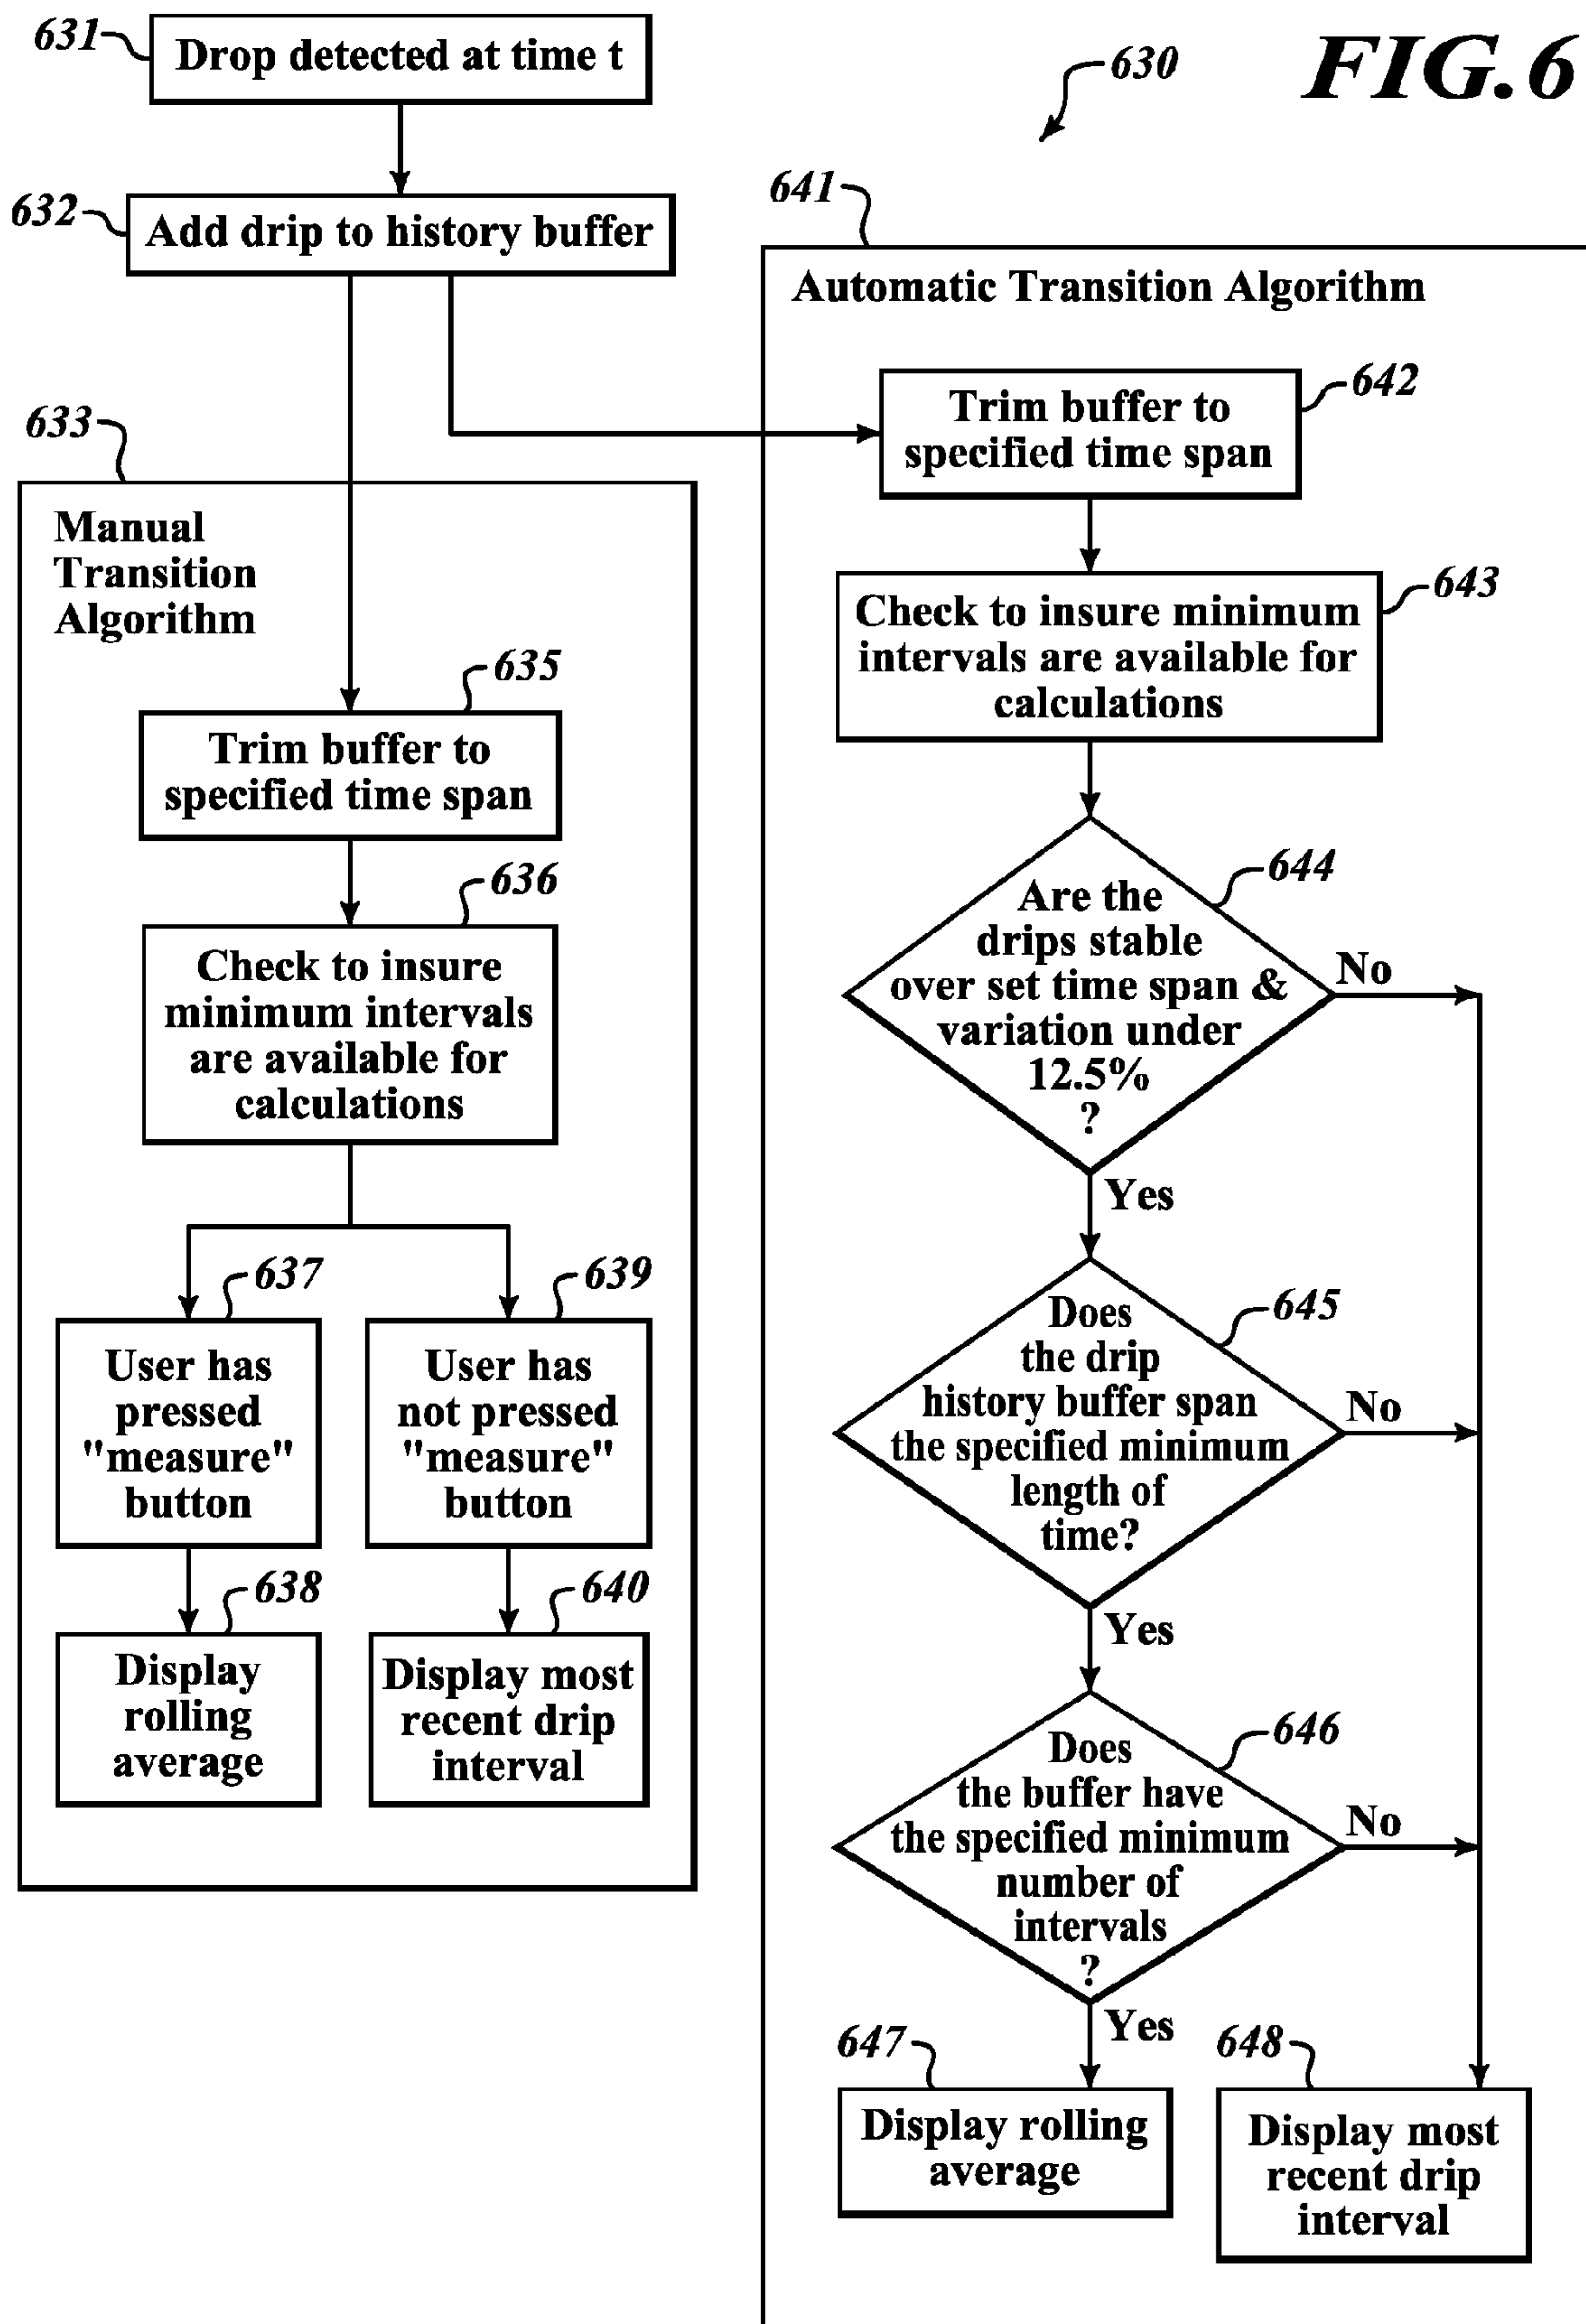 FIG.6
630
631
Drop detected at time t
632
Add drip to history buffer
633
Manual
Transition
Algorithm
635
Trim buffer to
specified time span
636
Check to insure
minimum intervals
are available for
calculations
637
User has
pressed
"measure"
button
638
Display
rolling
average
639
User has
not pressed
"measure"
button
640
Display most
recent drip
interval
641
Automatic Transition Algorithm
642
Trim buffer to
specified time span
643
Check to insure minimum
intervals are available for
calculations
644
Are the
drips stable
over set time span &
variation under
12.5%
?
No
Yes
645
Does
the drip
history buffer span
the specified minimum
length of
time?
No
Yes
646
Does
the buffer have
the specified minimum
number of
intervals
?
No
Yes
647
Display rolling
average
648
Display most
recent drip
interval